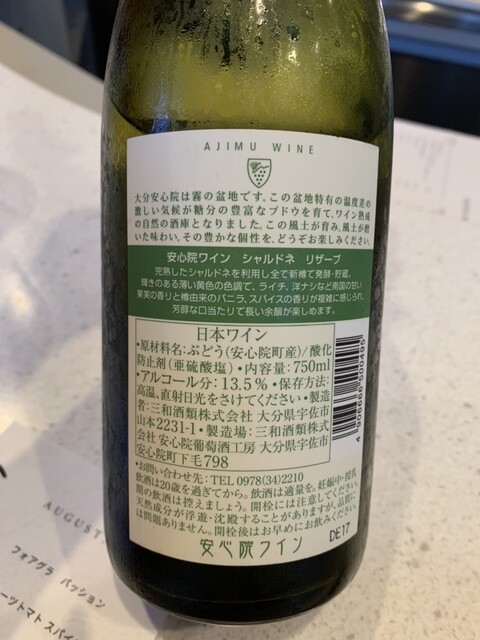 AJIMU WINE
大分安心院は霧の盆地です。この盆地特有の温度差の
激しい気候が糖分の豊富なブドウを育て、ワイン熟成
の自然の酒庫となりました。この風土が育み、風土が磨
いた味わい。その豊かな個性を、どうぞお楽しみください。
安心院ワイン シャルドネ リザーブ
完熟したシャルドネを利用し全て新樽で発酵・貯蔵。
輝きのある薄い黄色の色調で、ライチ、洋ナシなど南国の甘い
果実の香りと樽由来のバニラ、スパイスの香りが複雑に感じられ、
芳醇な口当たりで長い余韻が楽しめます。
日本ワイン
•原材料名:ぶどう(安心院町産)/酸化
防止剤(亜硫酸塩)•内容量:750ml
•アルコール分:13.5%•保存方法:
高温、直射日光をさけてください•製造
者:三和酒類株式会社 大分県宇佐市
山本2231-1•製造場:三和酒類株式
会社 安心院葡萄酒工房 大分県宇佐市
安心院町下毛798
4 906666 500495
•お問い合わせ先:TEL 0978(34)2210
飲酒は20歳を過ぎてから。飲酒は適量を。妊娠中・授乳
期の飲酒は控えましょう。開栓には注意してください。
天然成分が浮遊・沈殿することがありますが、品質に
は問題ありません。開栓後はお早めにお飲みください。
安心院ワイン
DE17
AUGUST
フォアグラ パッション
ーツトマト スパイ